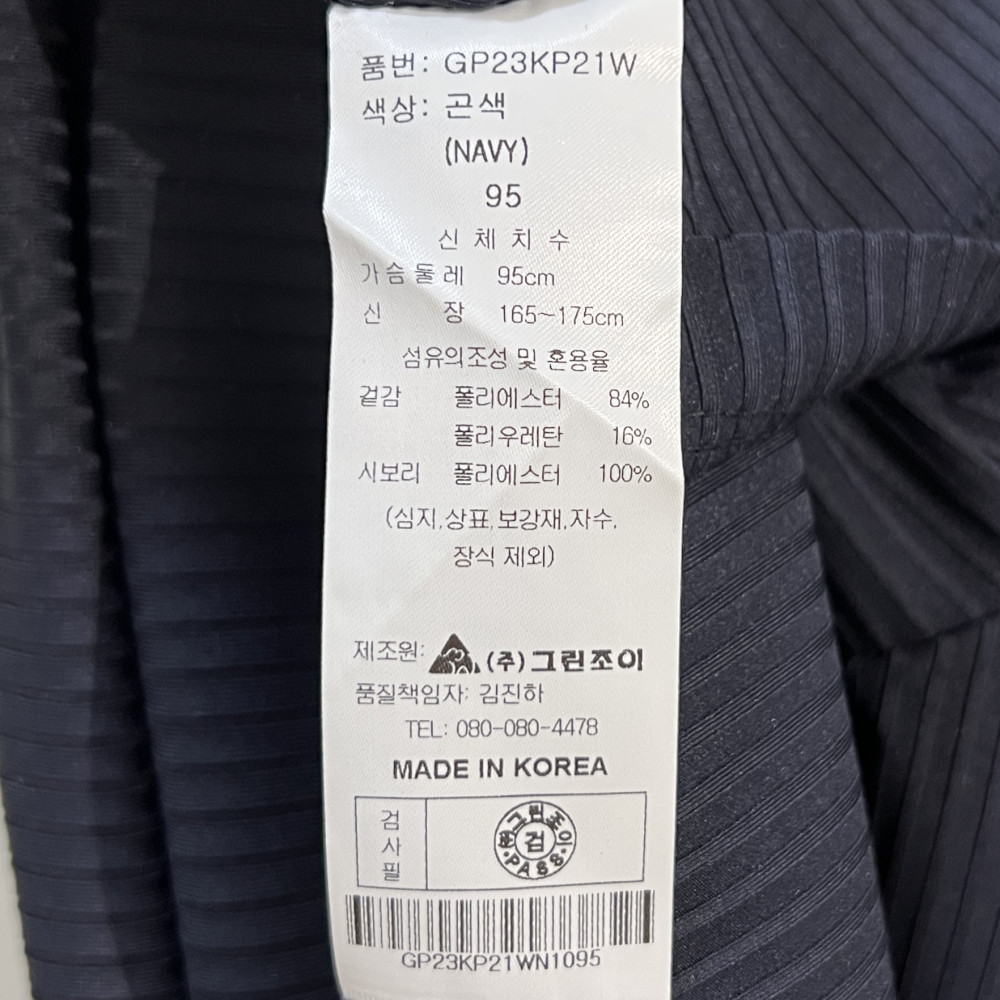 품번: GP23KP21W
색상: 곤색
(NAVY)
95
신 체 치 수
가슴둘레 95cm
신 장 165~175cm
섬유의조성 및 혼용율
겉감 폴리에스터 84%
폴리우레탄 16%
시보리 폴리에스터 100%
(심지,상표,보강재,자수,
장식 제외)
제조원: (주)그린조이
품질책임자: 김진하
TEL: 080-080-4478
MADE IN KOREA
검
사
필
그린조이
검
PASS
GP23KP21WN1095